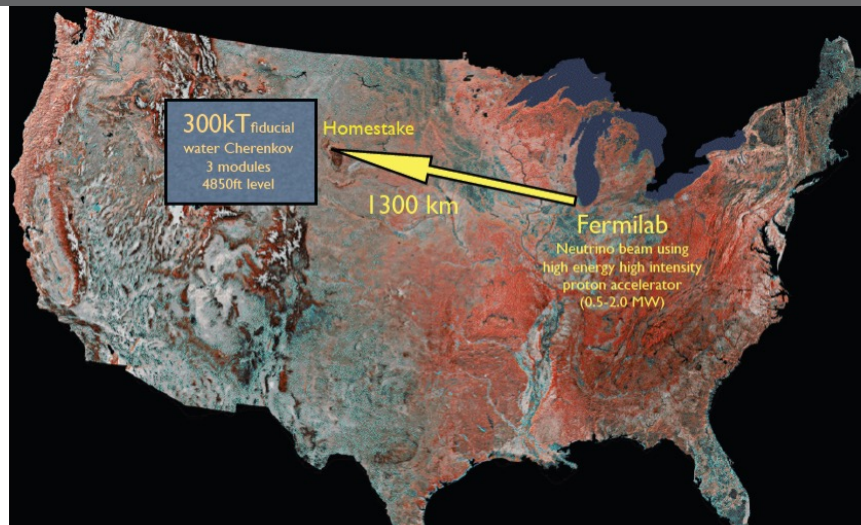 300kT fiducial
water Cherenkov
3 modules
4850ft level
Homestake
1300 km
Fermilab
Neutrino beam using
high energy high intensity
proton accelerator
(0.5-2.0 MW)